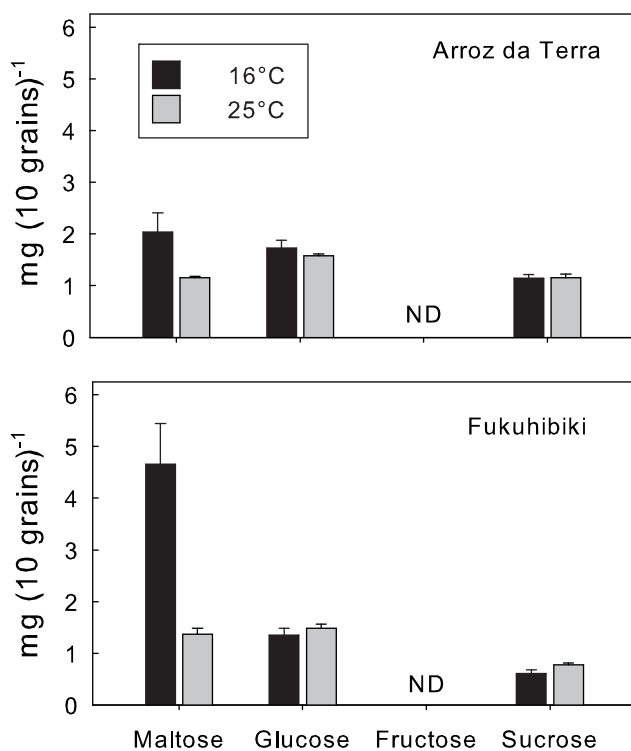 6
5
4
3
2
1
0
mg (10 grains)⁻¹
Arroz da Terra
16°C
25°C
ND
6
5
4
3
2
1
0
mg (10 grains)⁻¹
Fukuhibiki
ND
Maltose Glucose Fructose Sucrose